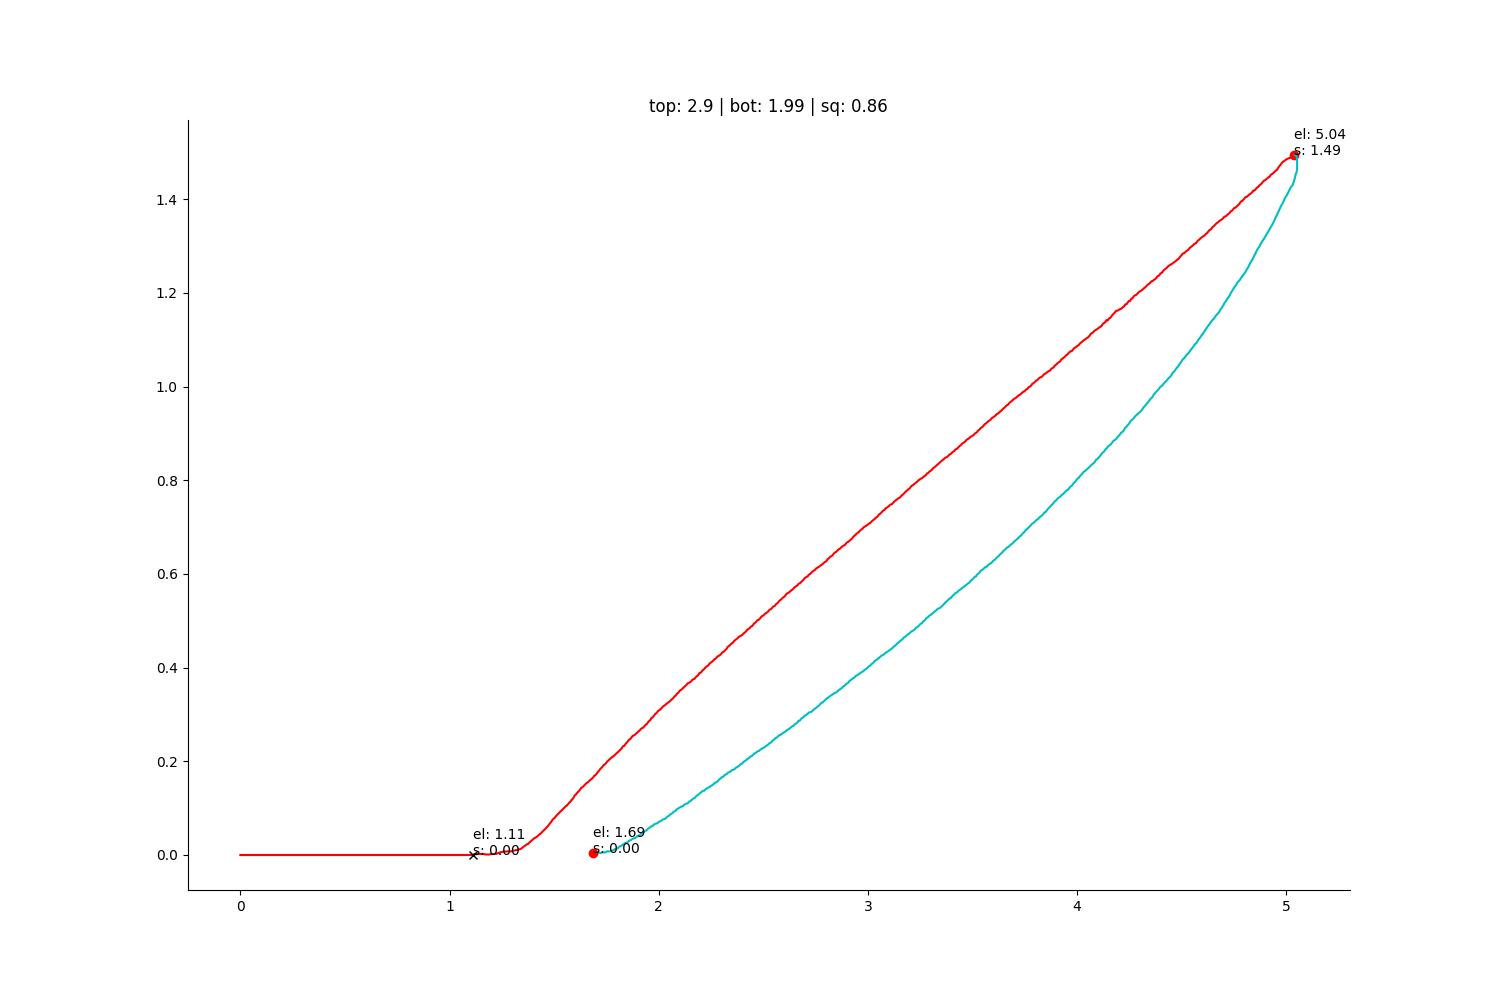 top: 2.9 | bot: 1.99 | sq: 0.86
el: 5.04
s: 1.49
1.4
1.2
1.0
0.8
0.6
0.4
0.2
0.0
el: 1.11
s: 0.00
el: 1.69
s: 0.00
0 1 2 3 4 5